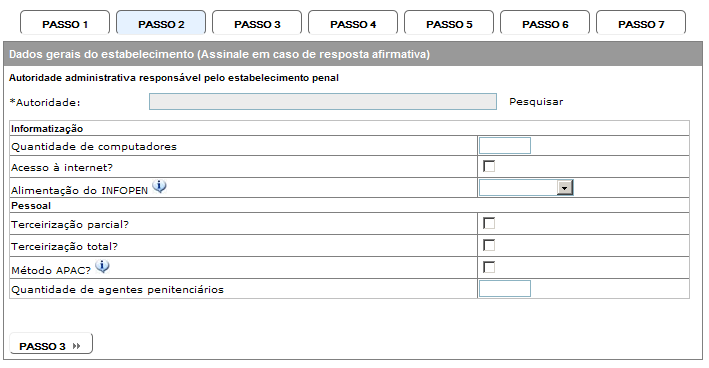 PASSO 1 PASSO 2 PASSO 3 PASSO 4 PASSO 5 PASSO 6 PASSO 7
Dados gerais do estabelecimento (Assinale em caso de resposta afirmativa)
Autoridade administrativa responsável pelo estabelecimento penal
*Autoridade: Pesquisar
Informatização
Quantidade de computadores
Acesso à internet?
Alimentação do INFOPEN
Pessoal
Terceirização parcial?
Terceirização total?
Método APAC?
Quantidade de agentes penitenciários
PASSO 3